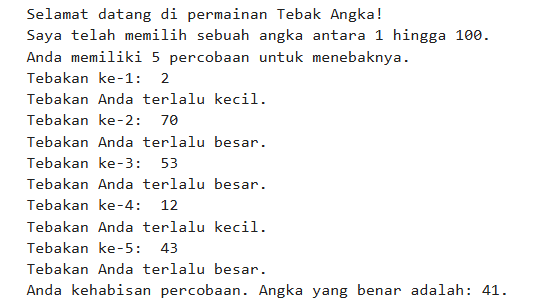 Selamat datang di permainan Tebak Angka!
Saya telah memilih sebuah angka antara 1 hingga 100.
Anda memiliki 5 percobaan untuk menebaknya.
Tebakan ke-1:  2
Tebakan Anda terlalu kecil.
Tebakan ke-2:  70
Tebakan Anda terlalu besar.
Tebakan ke-3:  53
Tebakan Anda terlalu besar.
Tebakan ke-4:  12
Tebakan Anda terlalu kecil.
Tebakan ke-5:  43
Tebakan Anda terlalu besar.
Anda kehabisan percobaan. Angka yang benar adalah: 41.